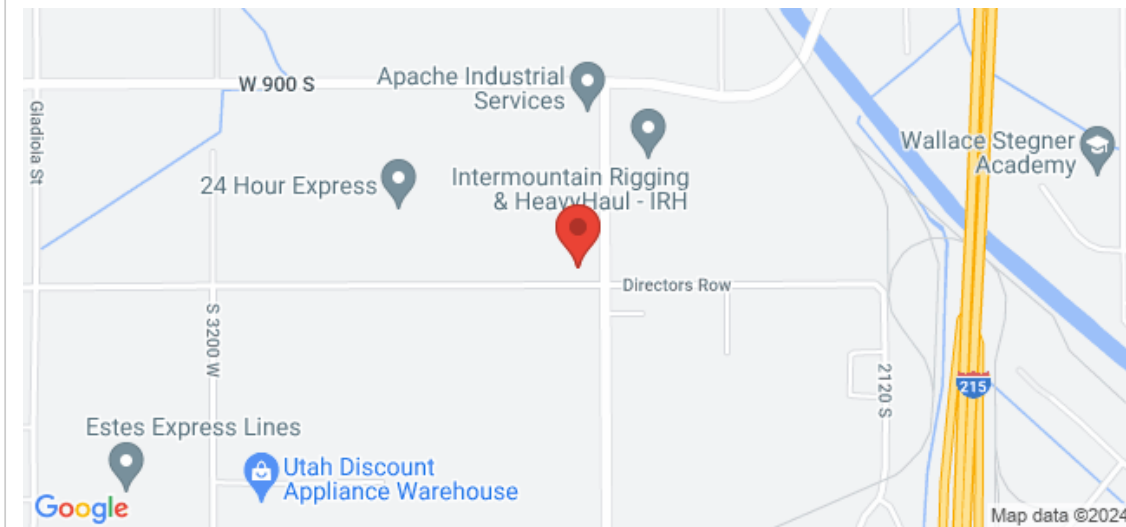 W 900 S
Apache Industrial
Services
Gladiola St
24 Hour Express
Intermountain Rigging
& HeavyHaul - IRH
Wallace Stegner
Academy
Directors Row
S 3200 W
2120 S
215
Estes Express Lines
Utah Discount
Appliance Warehouse
Google
Map data ©2024